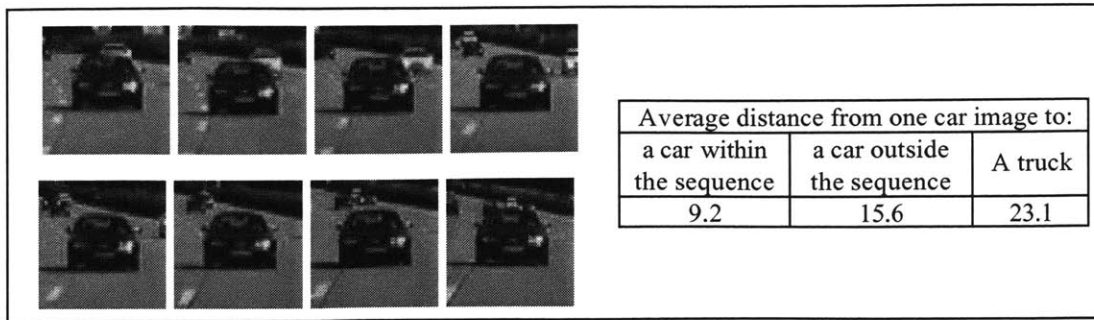 Average distance from one car image to:
a car within
the sequence
a car outside
the sequence
A truck
9.2
15.6
23.1